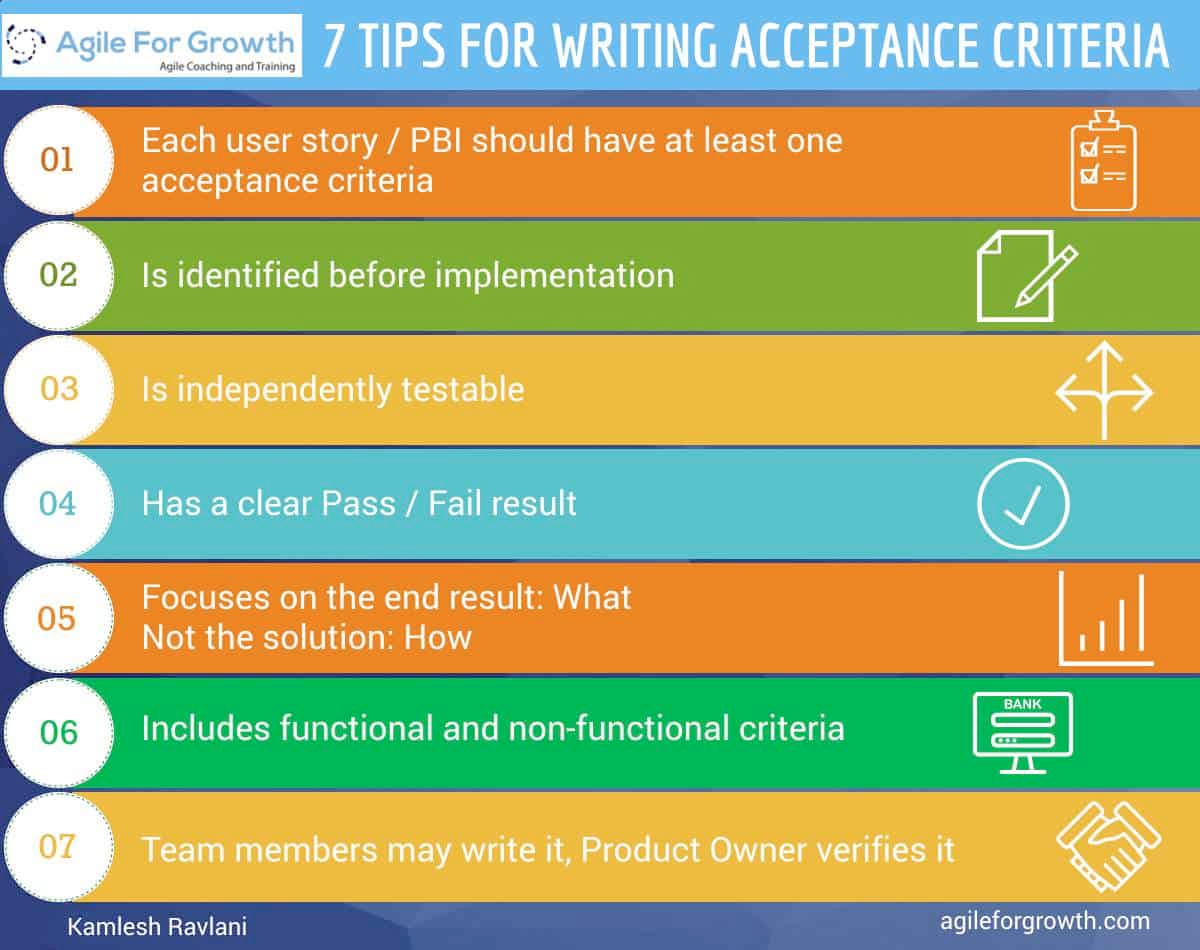 Agile For Growth
Agile Coaching and Training
7 TIPS FOR WRITING ACCEPTANCE CRITERIA
01
Each user story / PBI should have at least one
acceptance criteria
02
Is identified before implementation
03
Is independently testable
04
Has a clear Pass / Fail result
05
Focuses on the end result: What
Not the solution: How
06
Includes functional and non-functional criteria
BANK
07
Team members may write it, Product Owner verifies it
Kamlesh Ravlani
agileforgrowth.com